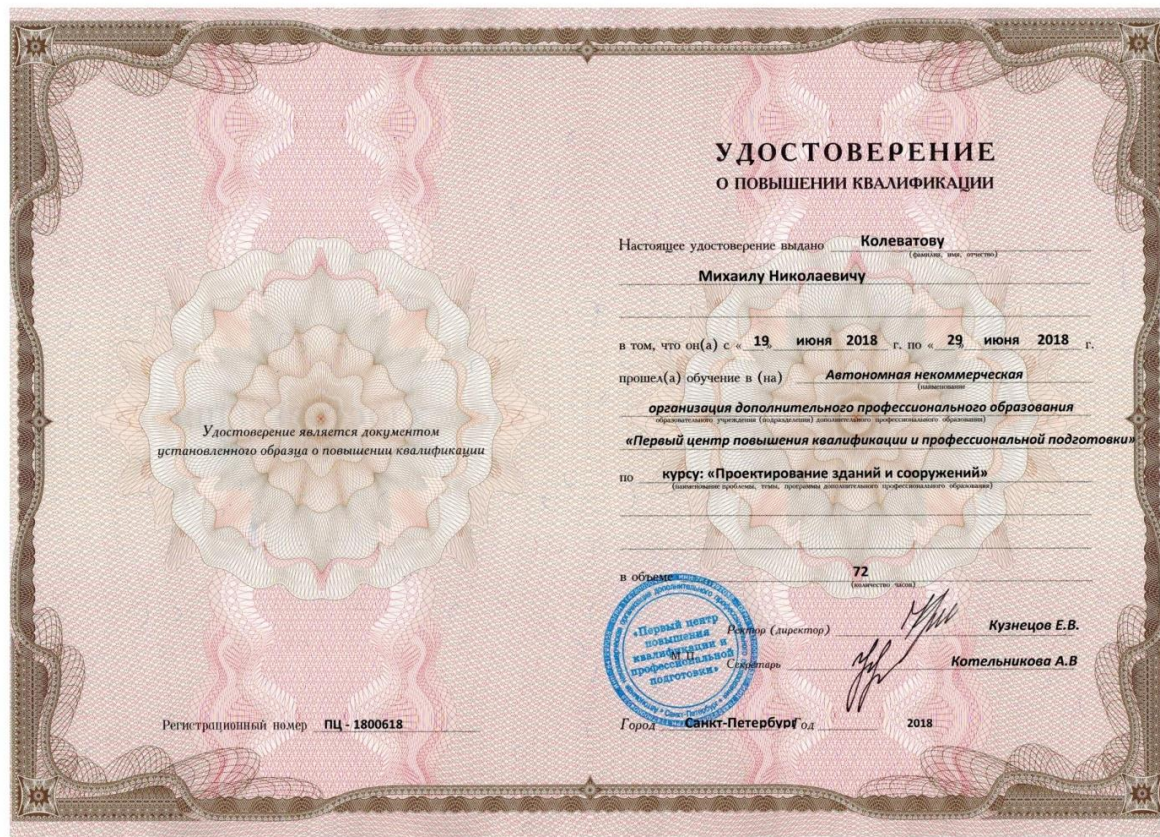 Удостоверение является документом
установленного образца о повышении квалификации
Регистрационный номер ПЦ - 1800618
УДОСТОВЕРЕНИЕ
О ПОВЫШЕНИИ КВАЛИФИКАЦИИ
Настоящее удостоверение выдано Колеватову
(фамилия, имя, отчество)
Михаилу Николаевичу
в том, что он(а) с « 19 » июня 2018 г. по « 29 » июня 2018 г.
прошел(а) обучение в (на) Автономная некоммерческая
(наименование
организация дополнительного профессионального образования
образовательного учреждения (подразделения) дополнительного профессионального образования)
«Первый центр повышения квалификации и профессиональной подготовки»
по курсу: «Проектирование зданий и сооружений»
(наименование проблемы, темы, программы дополнительного профессионального образования)
в объеме 72
(количество часов)
«Первый центр
повышения
квалификации и
профессиональной
подготовки»
М.П.
Ректор (директор) Кузнецов Е.В.
Секретарь Котельникова А.В
Город Санкт-Петербург Год 2018